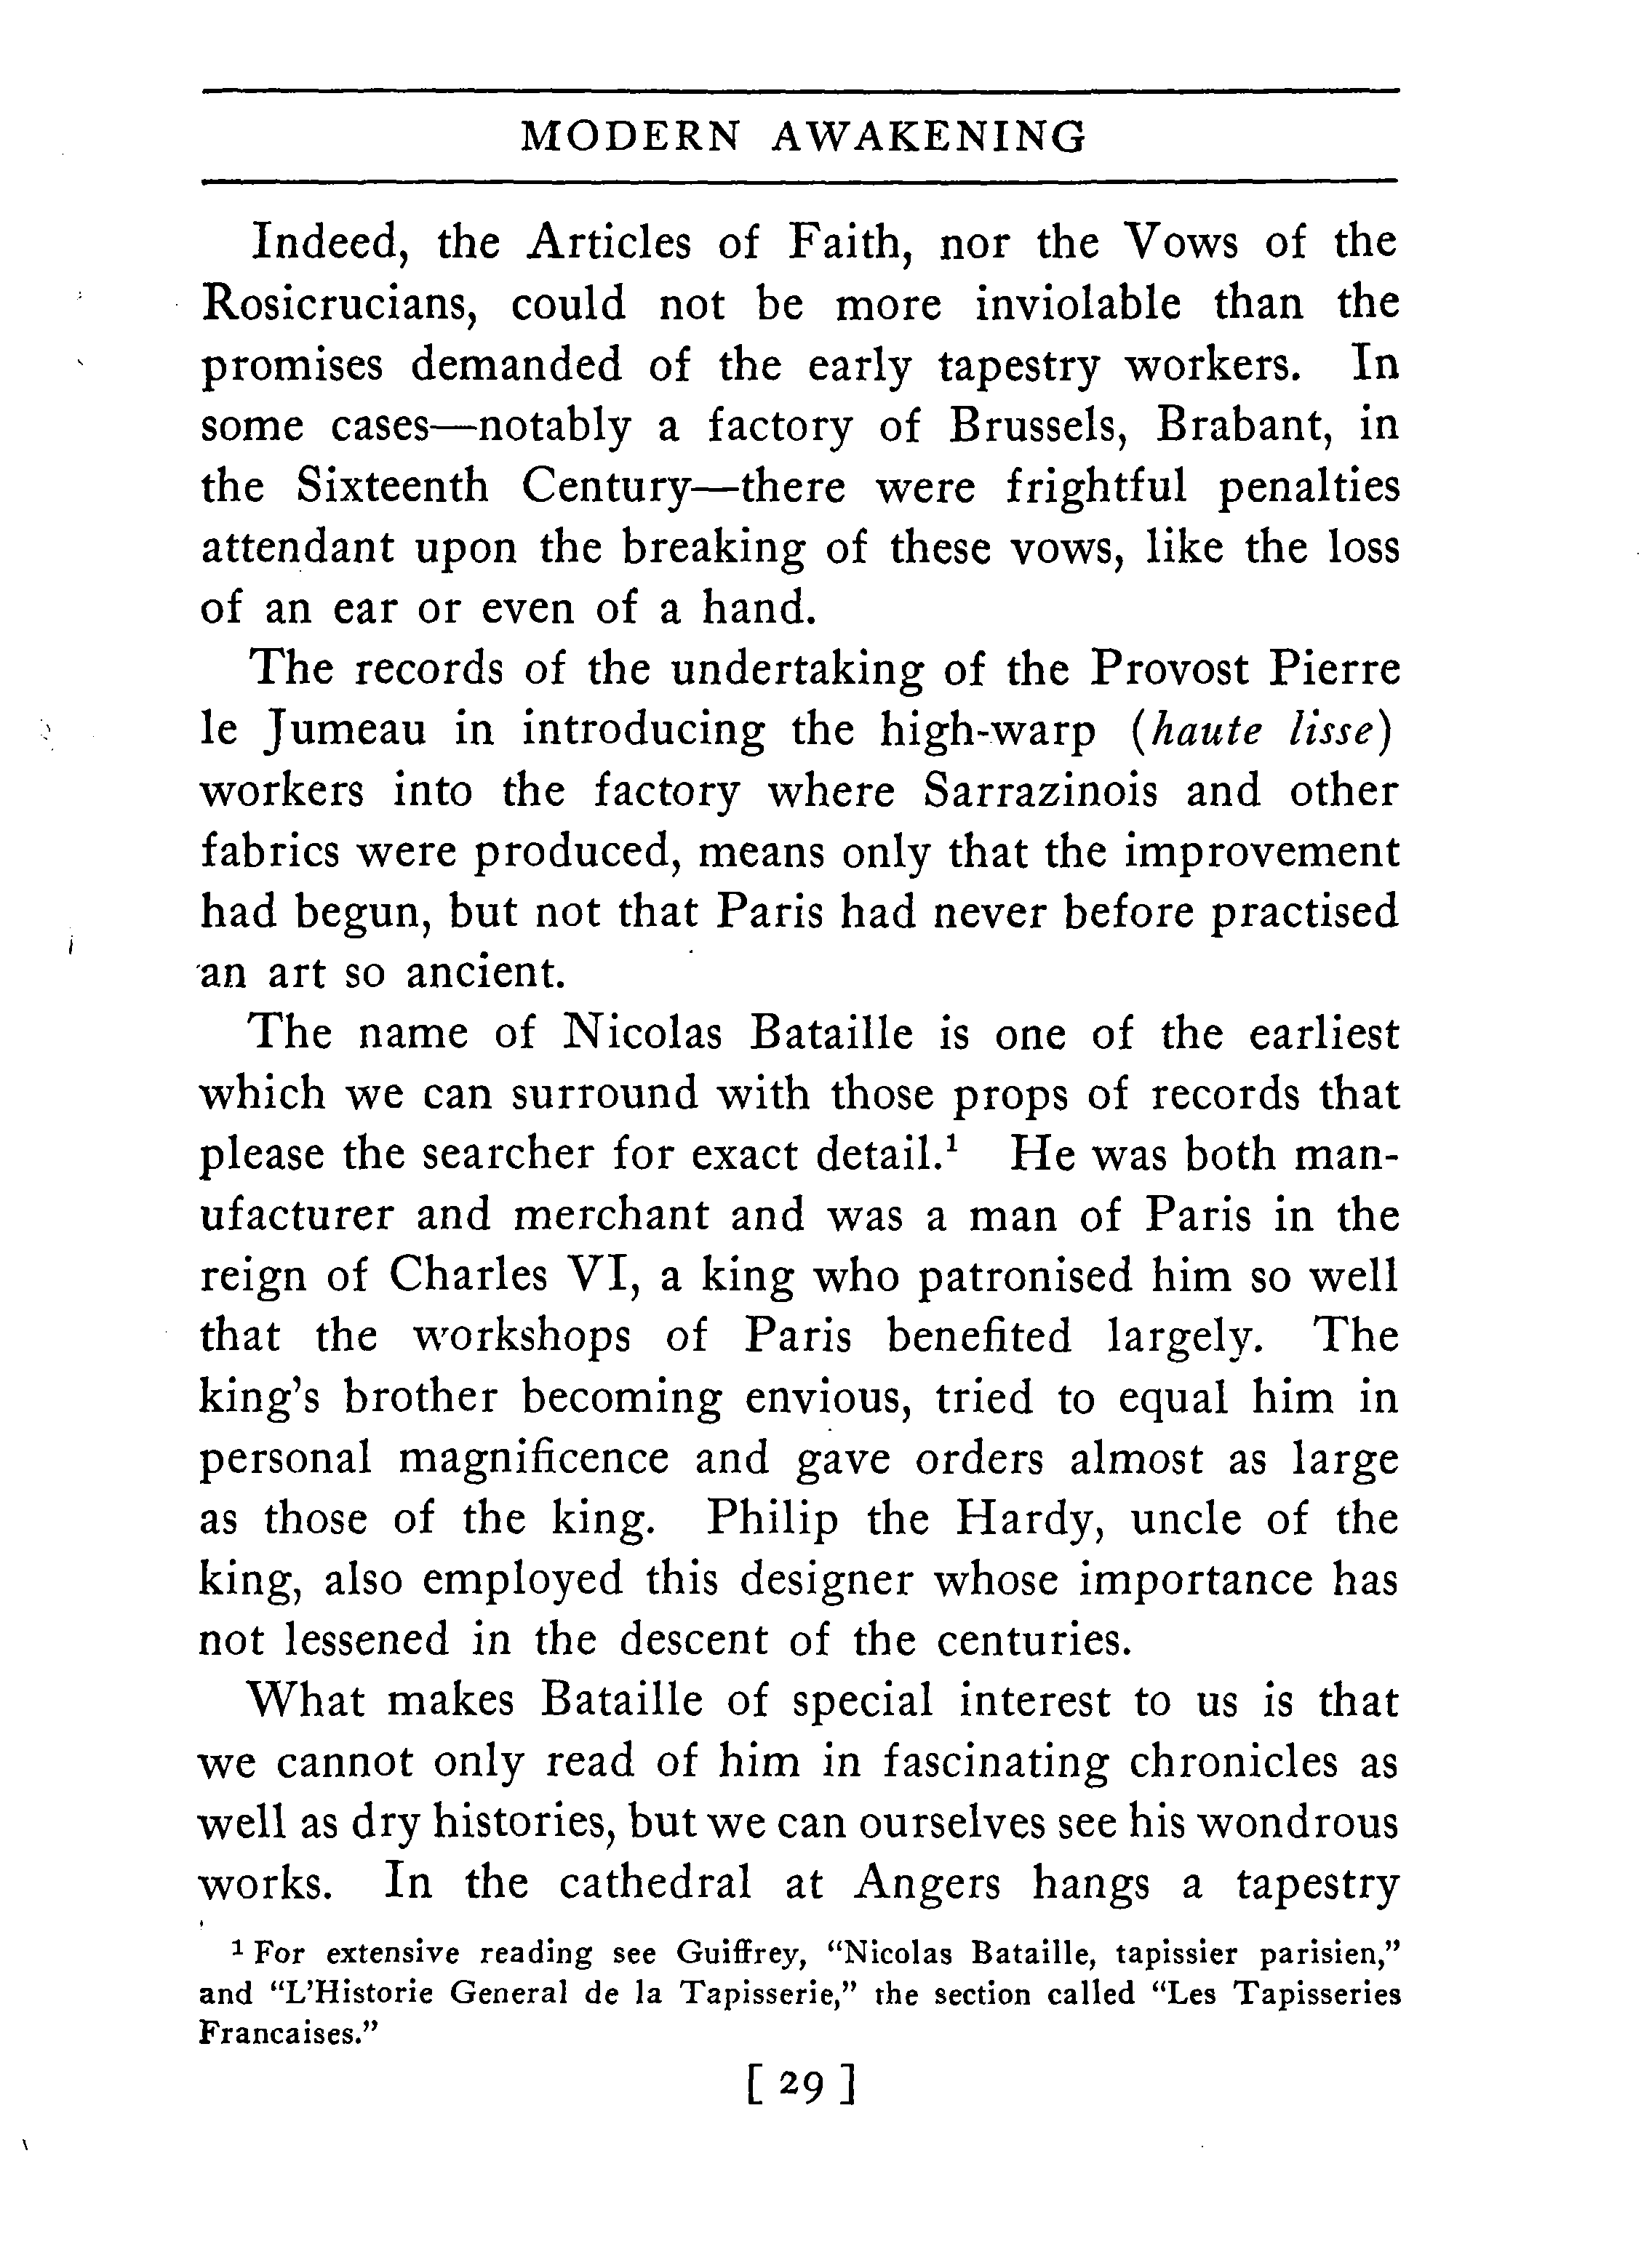 MODERN AWAKENING
Indeed, the Articles of Faith, nor the Vows of the
Rosicrucians, could not be more inviolable than the
promises demanded of the early tapestry workers. In
some cases—notably a factory of Brussels, Brabant, in
the Sixteenth Century—there were frightful penalties
attendant upon the breaking of these vows, like the loss
of an ear or even of a hand.
The records of the undertaking of the Provost Pierre
le Jumeau in introducing the high-warp (haute lisse)
workers into the factory where Sarrazinois and other
fabrics were produced, means only that the improvement
had begun, but not that Paris had never before practised
an art so ancient.
The name of Nicolas Bataille is one of the earliest
which we can surround with those props of records that
please the searcher for exact detail.¹ He was both man-
ufacturer and merchant and was a man of Paris in the
reign of Charles VI, a king who patronised him so well
that the workshops of Paris benefited largely. The
king's brother becoming envious, tried to equal him in
personal magnificence and gave orders almost as large
as those of the king. Philip the Hardy, uncle of the
king, also employed this designer whose importance has
not lessened in the descent of the centuries.
What makes Bataille of special interest to us is that
we cannot only read of him in fascinating chronicles as
well as dry histories, but we can ourselves see his wondrous
works. In the cathedral at Angers hangs a tapestry
¹ For extensive reading see Guiffrey, "Nicolas Bataille, tapissier parisien,"
and "L'Historie General de la Tapisserie," the section called "Les Tapisseries
Francaises."
[ 29 ]